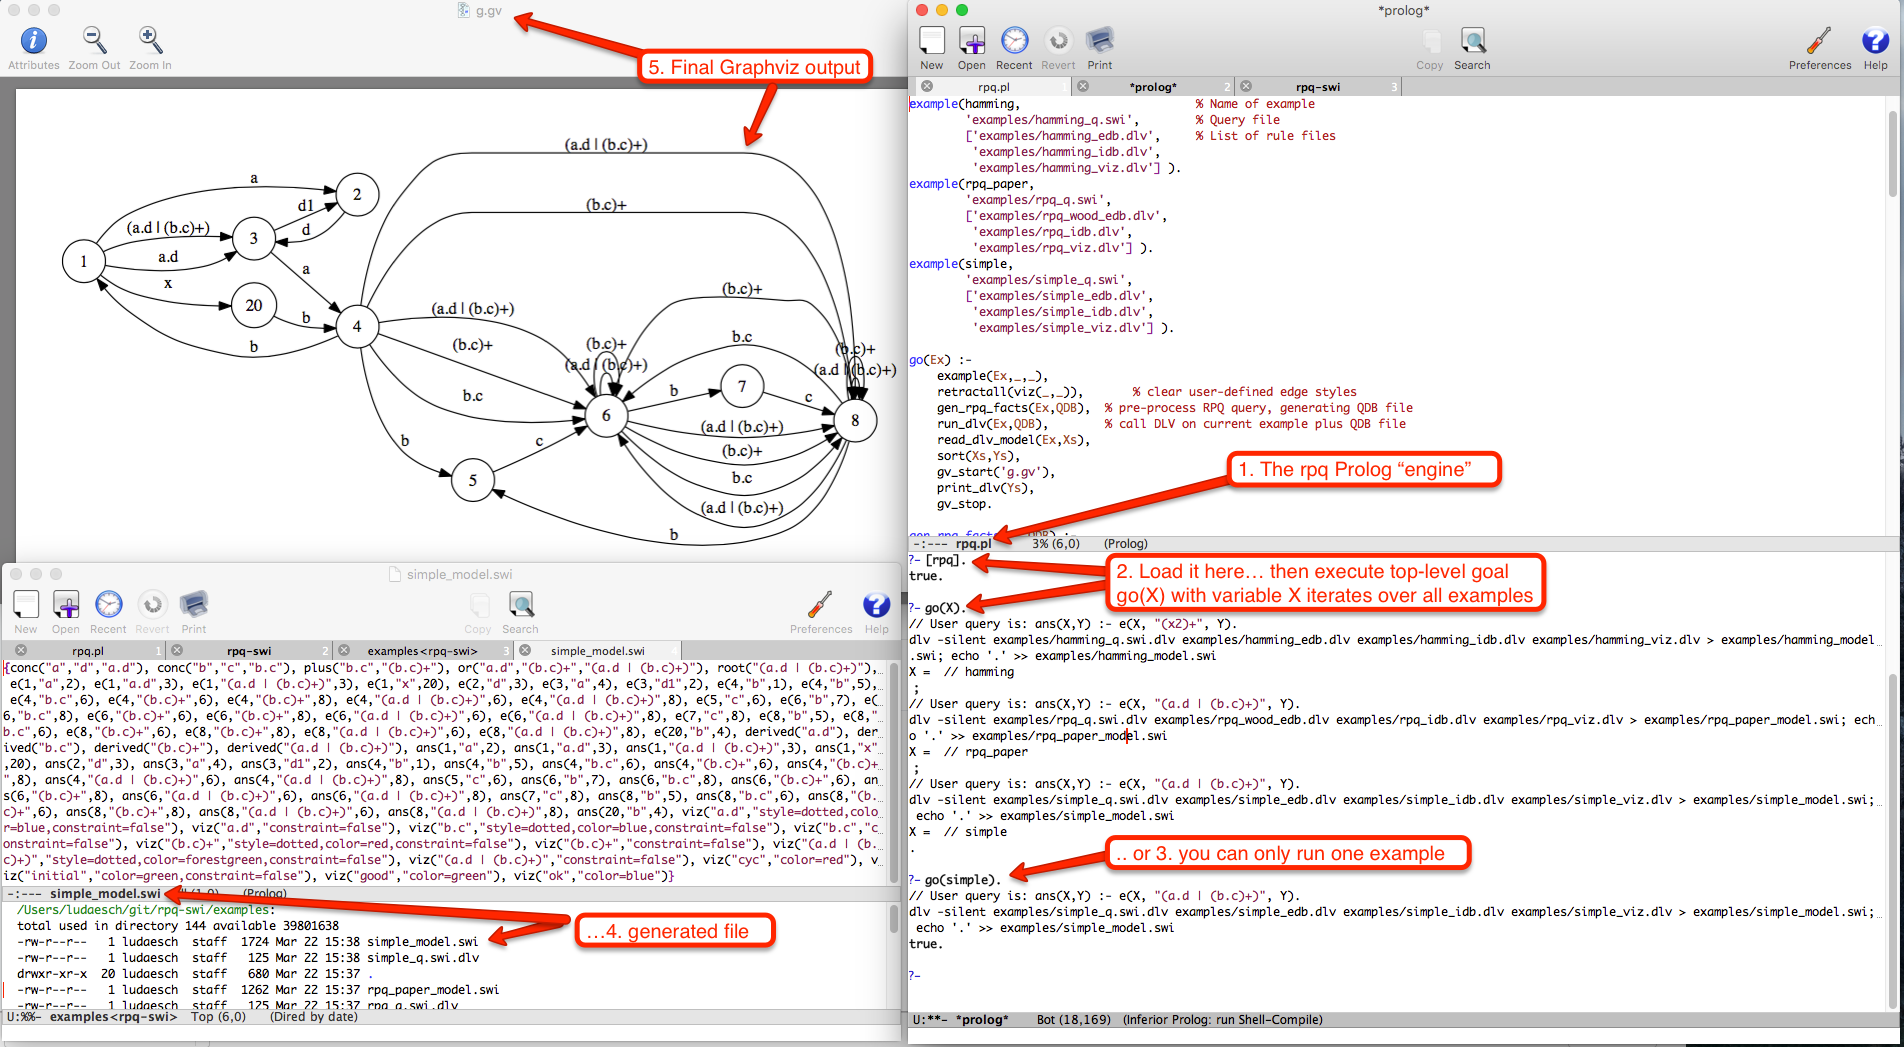 g.gv
Attributes Zoom Out Zoom In
5. Final Graphviz output
(a.d | (b.c)+)
(b.c)+
a
2
d1
d
(a.d | (b.c)+)
3
1
a.d
a
x
20
b
b
4
(a.d | (b.c)+)
(b.c)+
(b.c)+
b.c
(b.c)+
(a.d | (b.c)+)
b.c
(b.c)+
(a.d | (b.c)+)
b
7
c
6
8
b
c
5
(a.d | (b.c)+)
(b.c)+
b.c
(a.d | (b.c)+)
b
simple_model.swi
New Open Recent Revert Print Copy Search Preferences Help
rpq.pl 1 rpq-swi 2 examples<rpq-swi> 3 simple_model.swi
{conc("a","d","a.d"), conc("b","c","b.c"), plus("b.c","(b.c)+"), or("a.d","(b.c)+","(a.d | (b.c)+)"), root("(a.d | (b.c)+)"),
e(1,"a",2), e(1,"a.d",3), e(1,"(a.d | (b.c)+)",3), e(1,"x",20), e(2,"d",3), e(3,"a",4), e(3,"d1",2), e(4,"b",1), e(4,"b",5),
e(4,"b.c",6), e(4,"(b.c)+",6), e(4,"(b.c)+",8), e(4,"(a.d | (b.c)+)",6), e(4,"(a.d | (b.c)+)",8), e(5,"c",6), e(6,"b",7), e(
6,"b.c",8), e(6,"(b.c)+",6), e(6,"(b.c)+",8), e(6,"(a.d | (b.c)+)",6), e(6,"(a.d | (b.c)+)",8), e(7,"c",8), e(8,"b",5), e(8,"
b.c",6), e(8,"(b.c)+",6), e(8,"(b.c)+",8), e(8,"(a.d | (b.c)+)",6), e(8,"(a.d | (b.c)+)",8), e(20,"b",4), derived("a.d"), der
ived("b.c"), derived("(b.c)+"), derived("(a.d | (b.c)+)"), ans(1,"a",2), ans(1,"a.d",3), ans(1,"(a.d | (b.c)+)",3), ans(1,"x"
,20), ans(2,"d",3), ans(3,"a",4), ans(3,"d1",2), ans(4,"b",1), ans(4,"b",5), ans(4,"b.c",6), ans(4,"(b.c)+",6), ans(4,"(b.c)+
",8), ans(4,"(a.d | (b.c)+)",6), ans(4,"(a.d | (b.c)+)",8), ans(5,"c",6), ans(6,"b",7), ans(6,"b.c",8), ans(6,"(b.c)+",6), an
s(6,"(b.c)+",8), ans(6,"(a.d | (b.c)+)",6), ans(6,"(a.d | (b.c)+)",8), ans(7,"c",8), ans(8,"b",5), ans(8,"b.c",6), ans(8,"(b.
c)+",6), ans(8,"(b.c)+",8), ans(8,"(a.d | (b.c)+)",6), ans(8,"(a.d | (b.c)+)",8), ans(20,"b",4), viz("a.d","style=dotted,colo
r=blue,constraint=false"), viz("a.d","constraint=false"), viz("b.c","style=dotted,color=blue,constraint=false"), viz("b.c","c
onstraint=false"), viz("(b.c)+","style=dotted,color=red,constraint=false"), viz("(b.c)+","constraint=false"), viz("(a.d | (b.
c)+)","style=dotted,color=forestgreen,constraint=false"), viz("(a.d | (b.c)+)","constraint=false"), viz("cyc","color=red"), v
iz("initial","color=green,constraint=false"), viz("good","color=green"), viz("ok","color=blue")}
-:--- simple_model.swi (1,0) (Prolog)
/Users/ludaesch/git/rpq-swi/examples:
total used in directory 144 available 39801638
-rw-r--r-- 1 ludaesch staff 1724 Mar 22 15:38 simple_model.swi
-rw-r--r-- 1 ludaesch staff 125 Mar 22 15:38 simple_q.swi.dlv
drwxr-xr-x 20 ludaesch staff 680 Mar 22 15:37 .
-rw-r--r-- 1 ludaesch staff 1262 Mar 22 15:37 rpq_paper_model.swi
-rw-r--r-- 1 ludaesch staff 125 Mar 22 15:37 rpq_q.swi.dlv
…4. generated file
U:%%- examples<rpq-swi> Top (6,0) (Dired by date)
*prolog*
New Open Recent Revert Print Copy Search Preferences Help
rpq.pl 1 *prolog* 2 rpq-swi 3
example(hamming, % Name of example
'examples/hamming_q.swi', % Query file
['examples/hamming_edb.dlv', % List of rule files
'examples/hamming_idb.dlv',
'examples/hamming_viz.dlv'] ).
example(rpq_paper,
'examples/rpq_q.swi',
['examples/rpq_wood_edb.dlv',
'examples/rpq_idb.dlv',
'examples/rpq_viz.dlv'] ).
example(simple,
'examples/simple_q.swi',
['examples/simple_edb.dlv',
'examples/simple_idb.dlv',
'examples/simple_viz.dlv'] ).
go(Ex) :-
example(Ex,_,_),
retractall(viz(_,_)), % clear user-defined edge styles
gen_rpq_facts(Ex,QDB), % pre-process RPQ query, generating QDB file
run_dlv(Ex,QDB), % call DLV on current example plus QDB file
read_dlv_model(Ex,Xs),
sort(Xs,Ys),
gv_start('g.gv'),
print_dlv(Ys),
gv_stop.
1. The rpq Prolog “engine”
-:--- rpq.pl 3% (6,0) (Prolog)
?- [rpq].
true.
2. Load it here… then execute top-level goal
go(X) with variable X iterates over all examples
?- go(X).
// User query is: ans(X,Y) :- e(X, "(x2)+", Y).
dlv -silent examples/hamming_q.swi.dlv examples/hamming_edb.dlv examples/hamming_idb.dlv examples/hamming_viz.dlv > examples/hamming_model
.swi; echo '.' >> examples/hamming_model.swi
X = // hamming
;
// User query is: ans(X,Y) :- e(X, "(a.d | (b.c)+)", Y).
dlv -silent examples/rpq_q.swi.dlv examples/rpq_wood_edb.dlv examples/rpq_idb.dlv examples/rpq_viz.dlv > examples/rpq_paper_model.swi; ech
o '.' >> examples/rpq_paper_model.swi
X = // rpq_paper
;
// User query is: ans(X,Y) :- e(X, "(a.d | (b.c)+)", Y).
dlv -silent examples/simple_q.swi.dlv examples/simple_edb.dlv examples/simple_idb.dlv examples/simple_viz.dlv > examples/simple_model.swi;
echo '.' >> examples/simple_model.swi
X = // simple
.
.. or 3. you can only run one example
?- go(simple).
// User query is: ans(X,Y) :- e(X, "(a.d | (b.c)+)", Y).
dlv -silent examples/simple_q.swi.dlv examples/simple_edb.dlv examples/simple_idb.dlv examples/simple_viz.dlv > examples/simple_model.swi;
echo '.' >> examples/simple_model.swi
true.
?-
U:**- *prolog* Bot (18,169) (Inferior Prolog: run Shell-Compile)